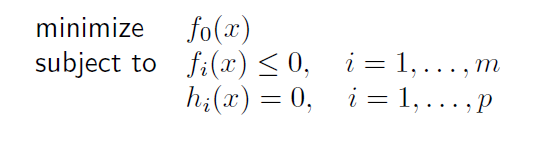 minimize f₀(x)
subject to fᵢ(x) ≤ 0, i = 1, . . . , m
hᵢ(x) = 0, i = 1, . . . , p